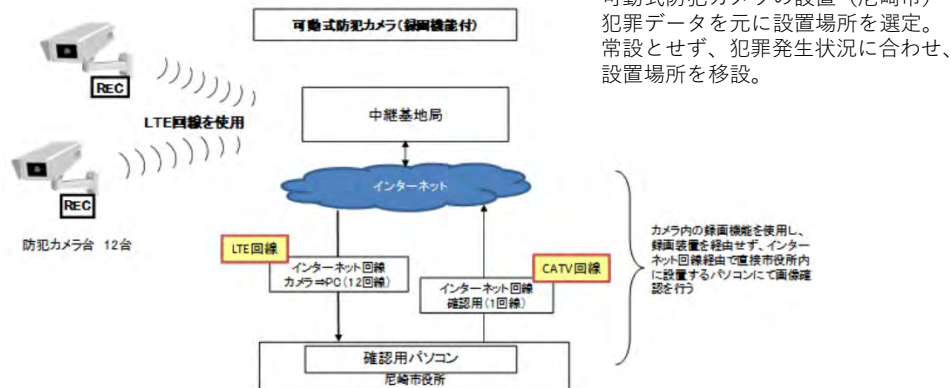 可動式防犯カメラの設置（尼崎市）
犯罪データを元に設置場所を選定。
常設とせず、犯罪発生状況に合わせ、
設置場所を移設。
可動式防犯カメラ（録画機能付）
REC
LTE回線を使用
中継基地局
REC
インターネット
防犯カメラ台 12台
LTE回線
インターネット回線
カメラ⇒PC（12回線）
CATV回線
インターネット回線
確認用（1回線）
カメラ内の録画機能を使用し、
録画装置を経由せず、インター
ネット回線経由で直接市役所内
に設置するパソコンにて画像確
認を行う
確認用パソコン
尼崎市役所